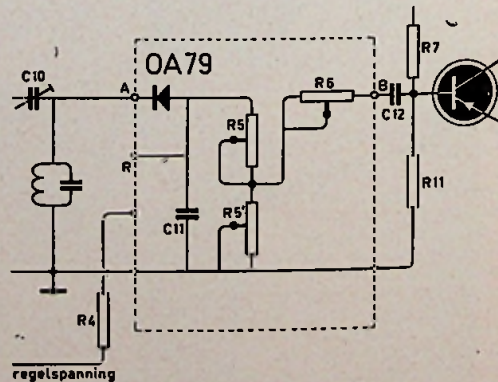 C10
A
OA79
R
C11
R5
R5'
R6
B
C12
R7
R11
R4
regelspanning